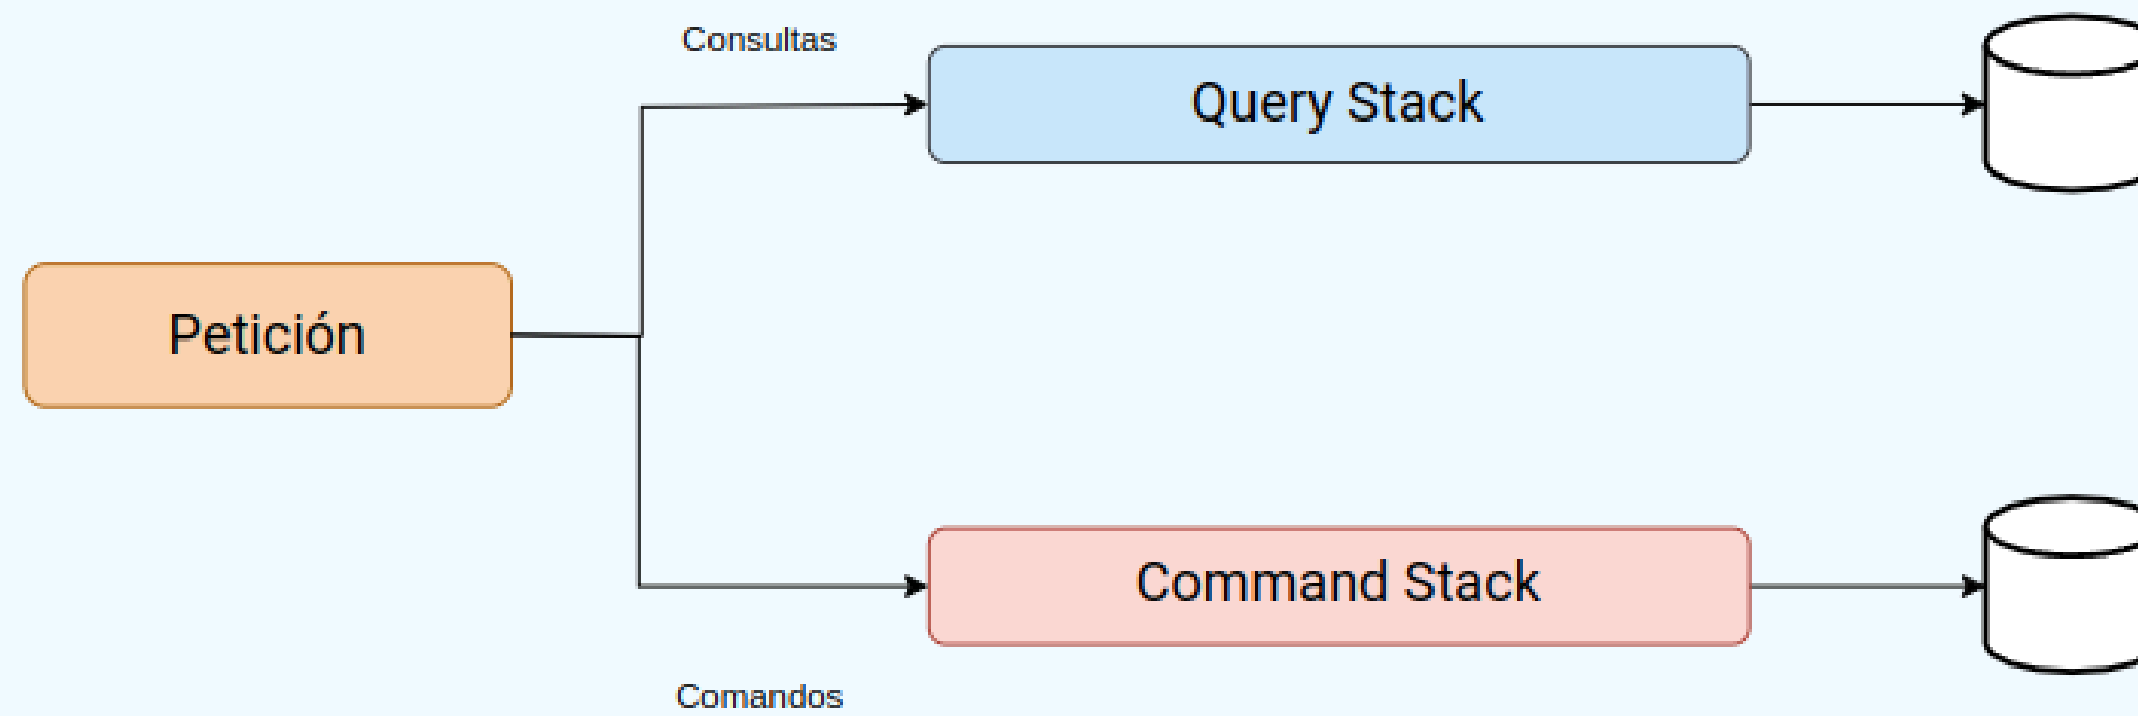 Consultas
Query Stack
Petición
Command Stack
Comandos